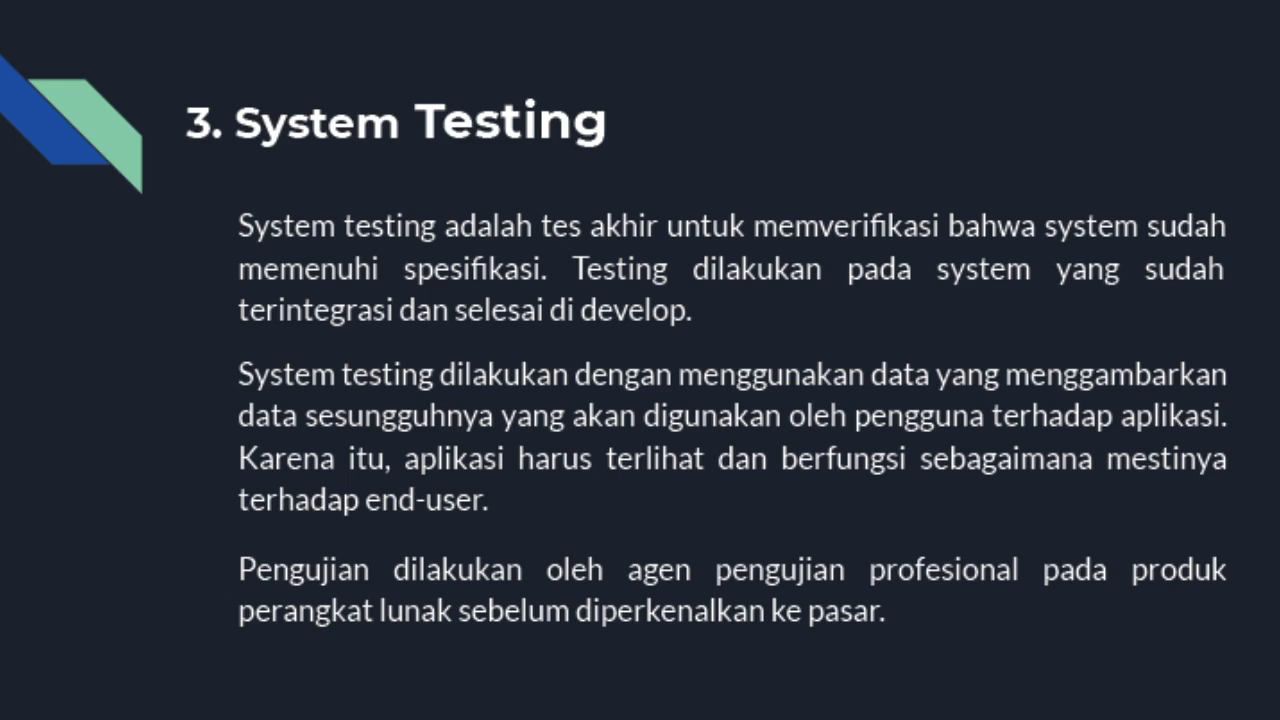 3. System Testing
System testing adalah tes akhir untuk memverifikasi bahwa system sudah
memenuhi spesifikasi. Testing dilakukan pada system yang sudah
terintegrasi dan selesai di develop.
System testing dilakukan dengan menggunakan data yang menggambarkan
data sesungguhnya yang akan digunakan oleh pengguna terhadap aplikasi.
Karena itu, aplikasi harus terlihat dan berfungsi sebagaimana mestinya
terhadap end-user.
Pengujian dilakukan oleh agen pengujian profesional pada produk
perangkat lunak sebelum diperkenalkan ke pasar.